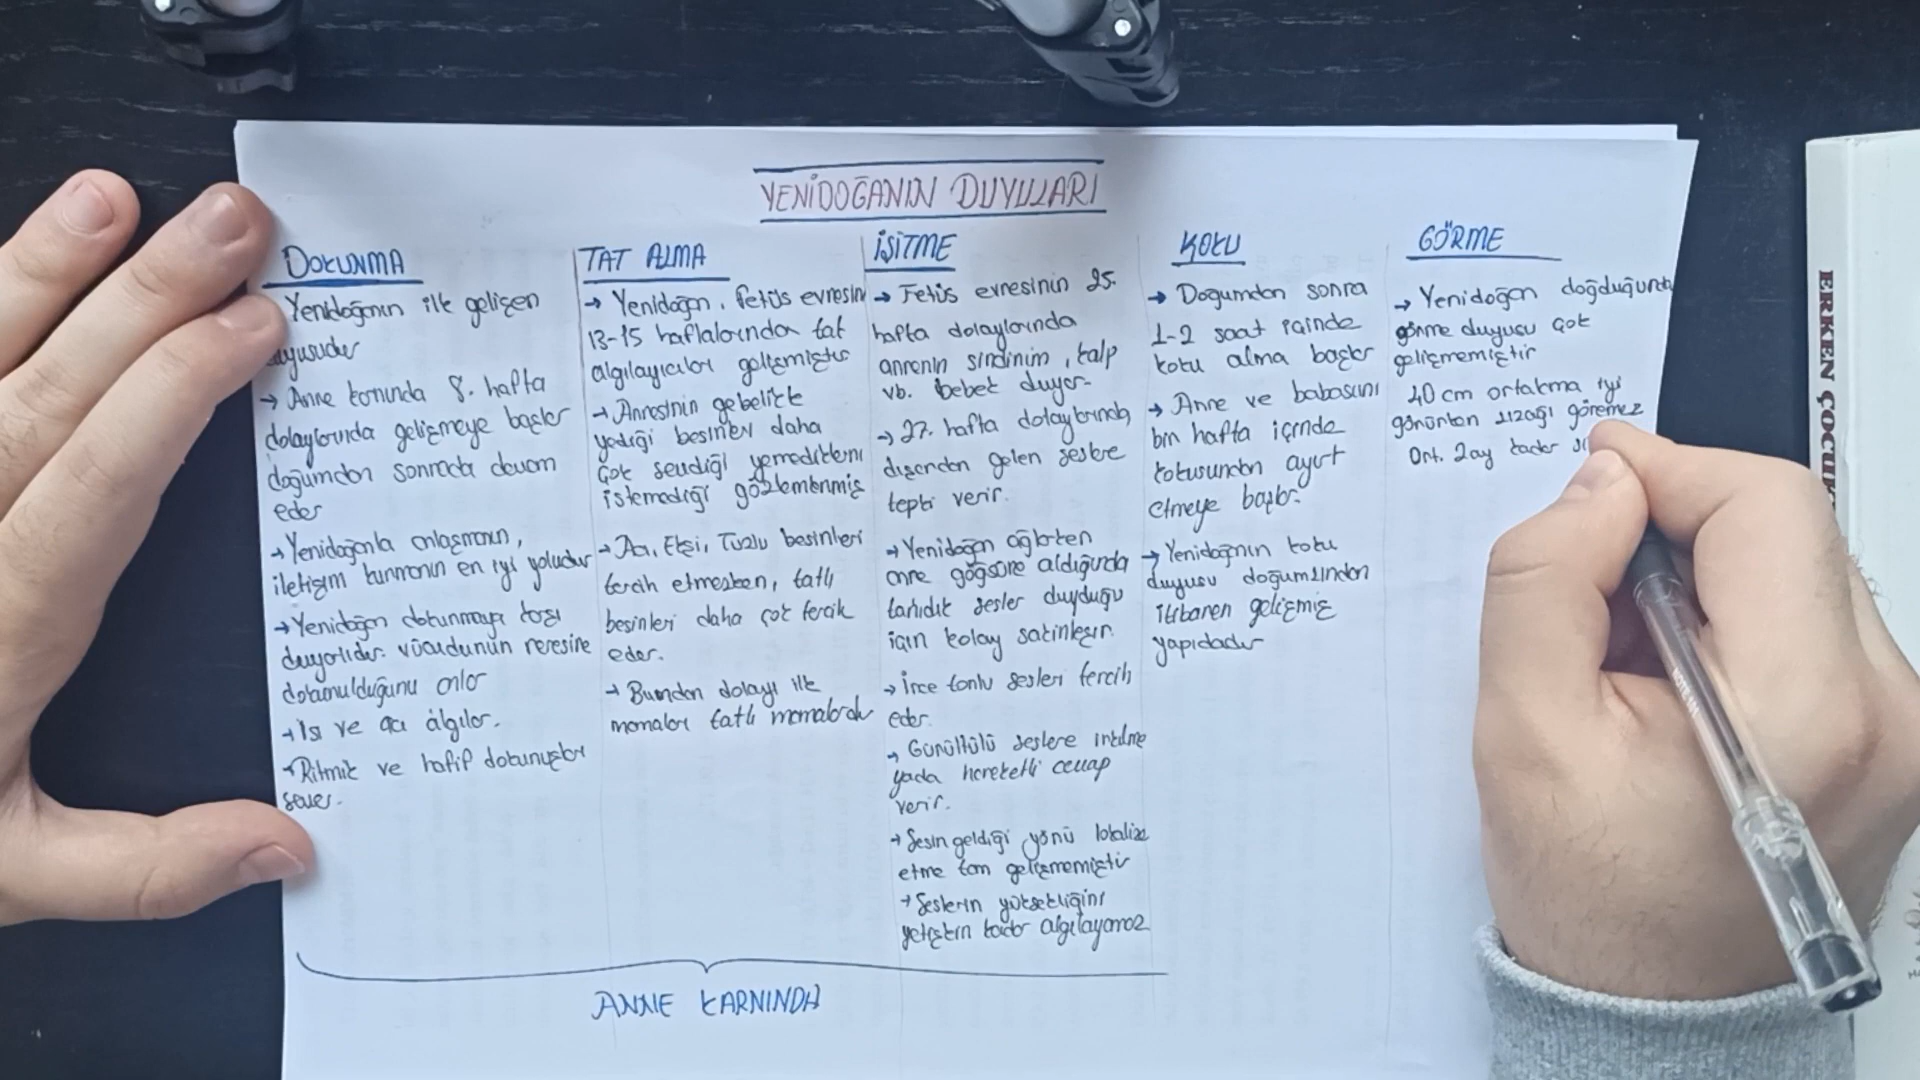 YENİDOĞANIN DUYULARI
DOKUNMA
Yenidoğanın ilk gelişen
duyusudur
→ Anne karnında 8. hafta
dolaylarında gelişmeye başlar
doğumdan sonrada devam
eder
→ Yenidoğanla anlaşmanın,
iletişim kurmanın en iyi yoludur
→ Yenidoğan dokunmaya karşı
duyarlıdır. vücudunun neresine
dokunulduğunu anlar
→ Isı ve acı algılar.
→ Ritmik ve hafif dokunuşlar
sever.
TAT ALMA
→ Yenidoğan, fetüs evresin
13-15 haftalarında tat
algılayıcıları gelişmiştir
→ Annesinin gebelikte
yediği besinleri daha
çok sevdiği yemediklerini
istemediği gözlemlenmiş
→ Acı, Ekşi, Tuzlu besinleri
tercih etmezken, tatlı
besinleri daha çok tercih
eder.
→ Bundan dolayı ilk
mamaları tatlı mamalardır
İŞİTME
→ Fetüs evresinin 25.
hafta dolaylarında
annenin sindirim, kalp
vb. bebek duyar.
→ 27. hafta dolaylarında,
dışarıdan gelen seslere
tepki verir.
→ Yenidoğan ağlarken
anne göğsüne aldığında
tanıdık sesler duyduğu
için kolay sakinleşir.
→ İnce tonlu sesleri tercih
eder.
→ Gürültülü seslere irkilme
yada hareketli cevap
verir.
→ Sesin geldiği yönü lokalize
etme tam gelişmemiştir
→ Seslerin yüksekliğini
yetişkin kadar algılayamaz
KOKU
→ Doğumdan sonra
1-2 saat içinde
koku alma başlar
→ Anne ve babasını
bir hafta içinde
kokusundan ayırt
etmeye başlar.
→ Yenidoğanın koku
duyusu doğumundan
itibaren gelişmiş
yapıdadır
GÖRME
→ Yenidoğan doğduğunda
görme duyusu çok
gelişmemiştir
20 cm ortalama iyi
görürken uzağı göremez
Ort. 2 ay kadar
ANNE KARNINDA
ERKEN ÇOCUK